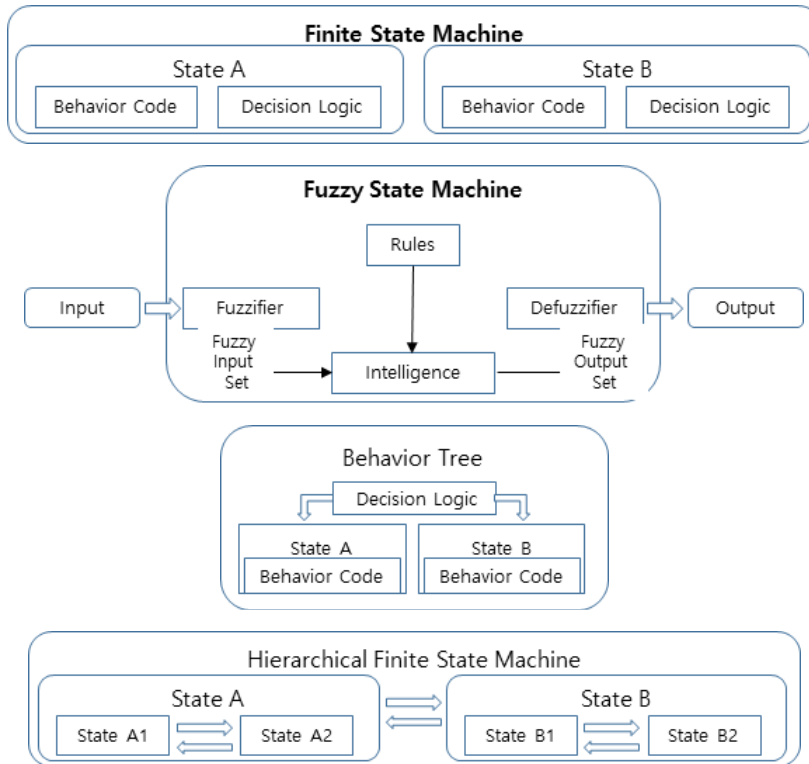 Finite State Machine
State A
State B
Behavior Code
Decision Logic
Behavior Code
Decision Logic
Fuzzy State Machine
Rules
Input
Fuzzifier
Defuzzifier
Output
Fuzzy
Input
Set
Intelligence
Fuzzy
Output
Set
Behavior Tree
Decision Logic
State A
State B
Behavior Code
Behavior Code
Hierarchical Finite State Machine
State A
State B
State A1
State A2
State B1
State B2